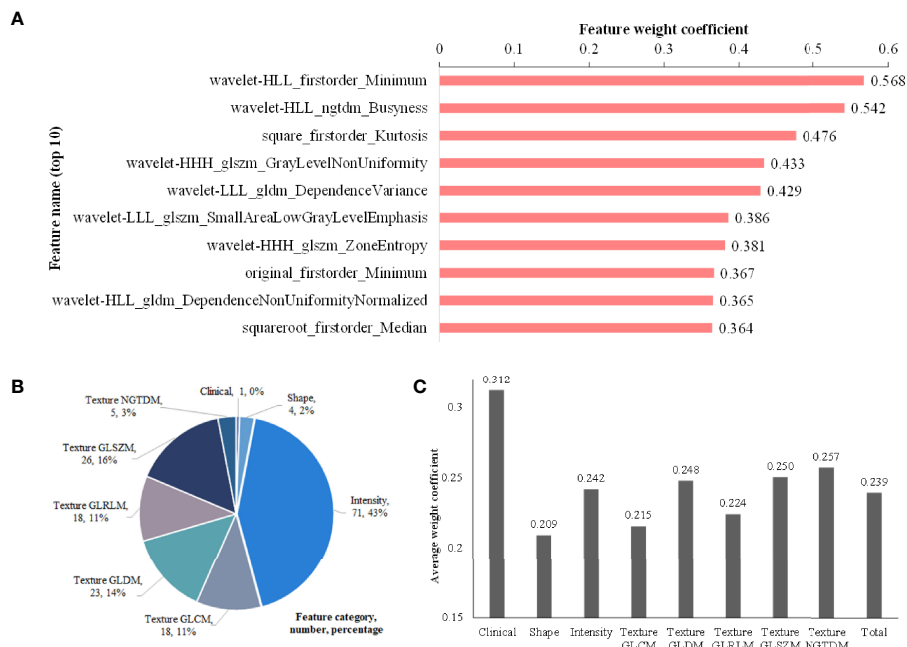 A
Feature weight coefficient
0 0.1 0.2 0.3 0.4 0.5 0.6
Feature name (top 10)
wavelet-HLL_firstorder_Minimum 0.568
wavelet-HLL_ngtdm_Busyness 0.542
square_firstorder_Kurtosis 0.476
wavelet-HHH_glszm_GrayLevelNonUniformity 0.433
wavelet-LLL_gldm_DependenceVariance 0.429
wavelet-LLL_glszm_SmallAreaLowGrayLevelEmphasis 0.386
wavelet-HHH_glszm_ZoneEntropy 0.381
original_firstorder_Minimum 0.367
wavelet-HLL_gldm_DependenceNonUniformityNormalized 0.365
squareroot_firstorder_Median 0.364
B
Clinical, 1, 0%
Shape,
4, 2%
Intensity,
71, 43%
Texture GLCM,
18, 11%
Texture GLDM,
23, 14%
Texture GLRLM,
18, 11%
Texture GLSZM,
26, 16%
Texture NGTDM,
5, 3%
Feature category,
number, percentage
C
Average weight coefficient
0.3
0.25
0.2
0.15
0.312 0.209 0.242 0.215 0.248 0.224 0.250 0.257 0.239
Clinical Shape Intensity Texture Texture Texture Texture Texture Total
GLCM GLDM GLRLM GLSZM NGTDM